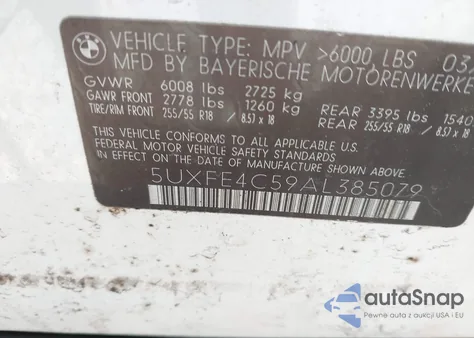 VEHICLE TYPE: MPV >6000 LBS 03
MFD BY BAYERISCHE MOTORENWERKE
GVWR 6008 lbs 2725 kg
GAWR FRONT 2778 lbs 1260 kg REAR 3395 lbs 1540
TIRE/RIM FRONT 255/55 R18 / 8.5J x 18 REAR 255/55 R18 / 8.5J x 18
THIS VEHICLE CONFORMS TO ALL APPLICABLE U.S.
FEDERAL MOTOR VEHICLE SAFETY STANDARDS IN EFFECT
ON THE DATE OF MANUFACTURE SHOWN ABOVE.
5UXFE4C59AL385079
autoSnap
Pewne auto z aukcji USA i EU